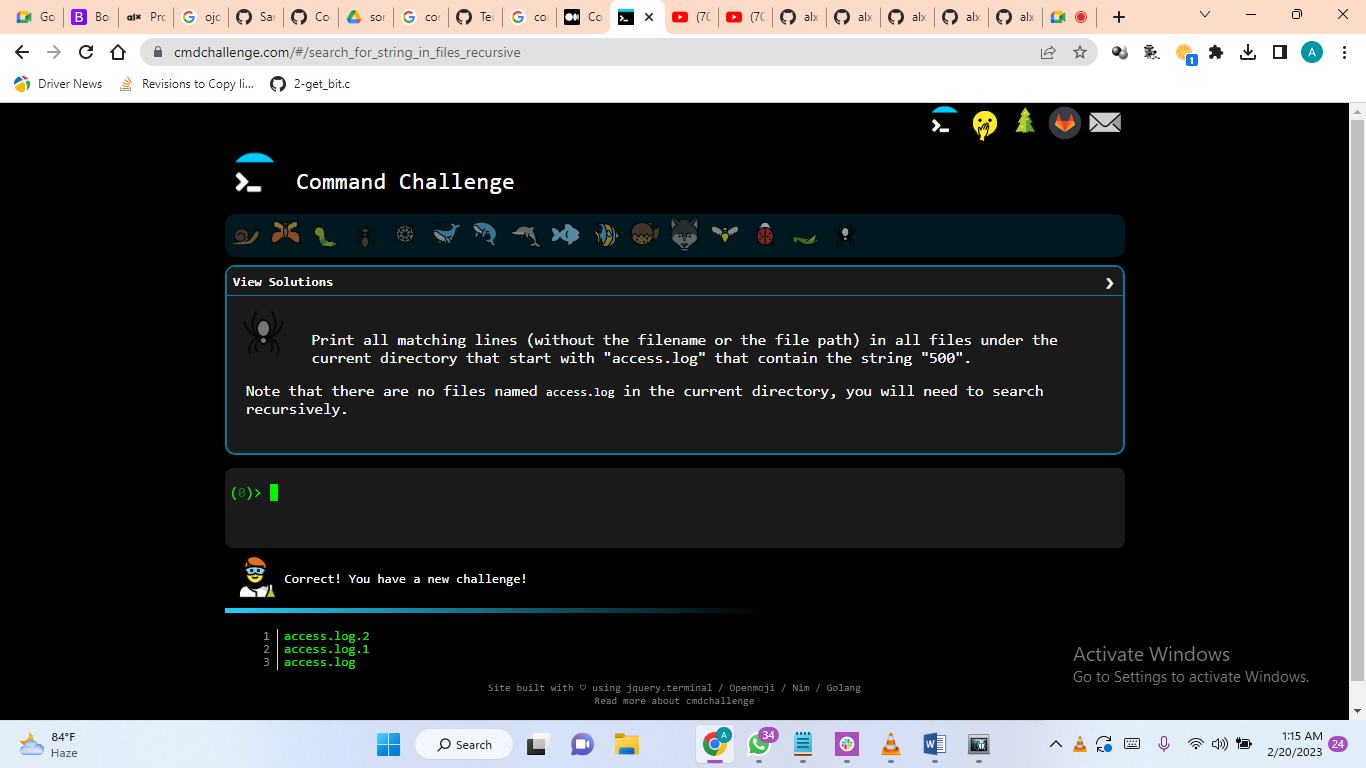 Go
Bo
alx Pro
ojo
Sar
Co
sor
cor
Tei
co
Co
(70
(70
alx
alx
alx
alx
alx
cmdchallenge.com/#/search_for_string_in_files_recursive
1
A
Driver News
Revisions to Copy li...
2-get_bit.c
Command Challenge
View Solutions
Print all matching lines (without the filename or the file path) in all files under the
current directory that start with "access.log" that contain the string "500".
Note that there are no files named access.log in the current directory, you will need to search
recursively.
(0)>
Correct! You have a new challenge!
1 access.log.2
2 access.log.1
3 access.log
Activate Windows
Go to Settings to activate Windows.
Site built with ♡ using jquery.terminal / Openmoji / Nim / Golang
Read more about cmdchallenge
84°F
Haze
Search
A
34
1:15 AM
2/20/2023
24